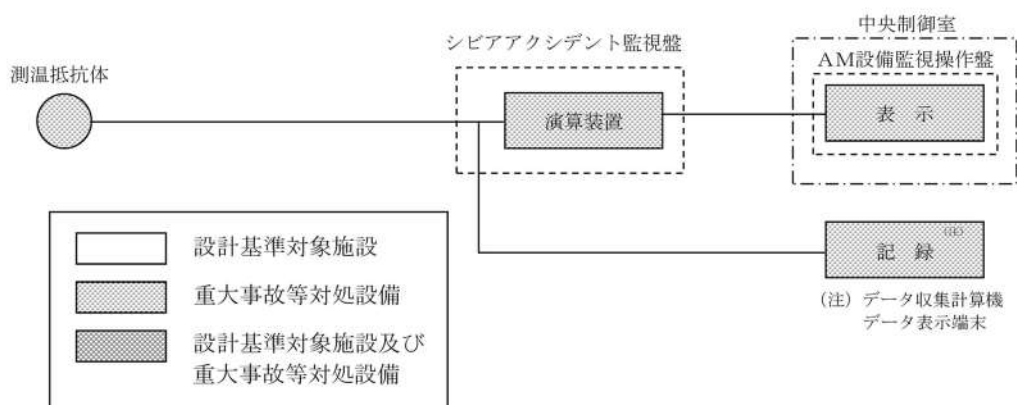 中央制御室
シビアアクシデント監視盤
AM設備監視操作盤
測温抵抗体
演算装置
表 示
記 録 (注)
(注) データ収集計算機
データ表示端末
設計基準対象施設
重大事故等対処設備
設計基準対象施設及び
重大事故等対処設備